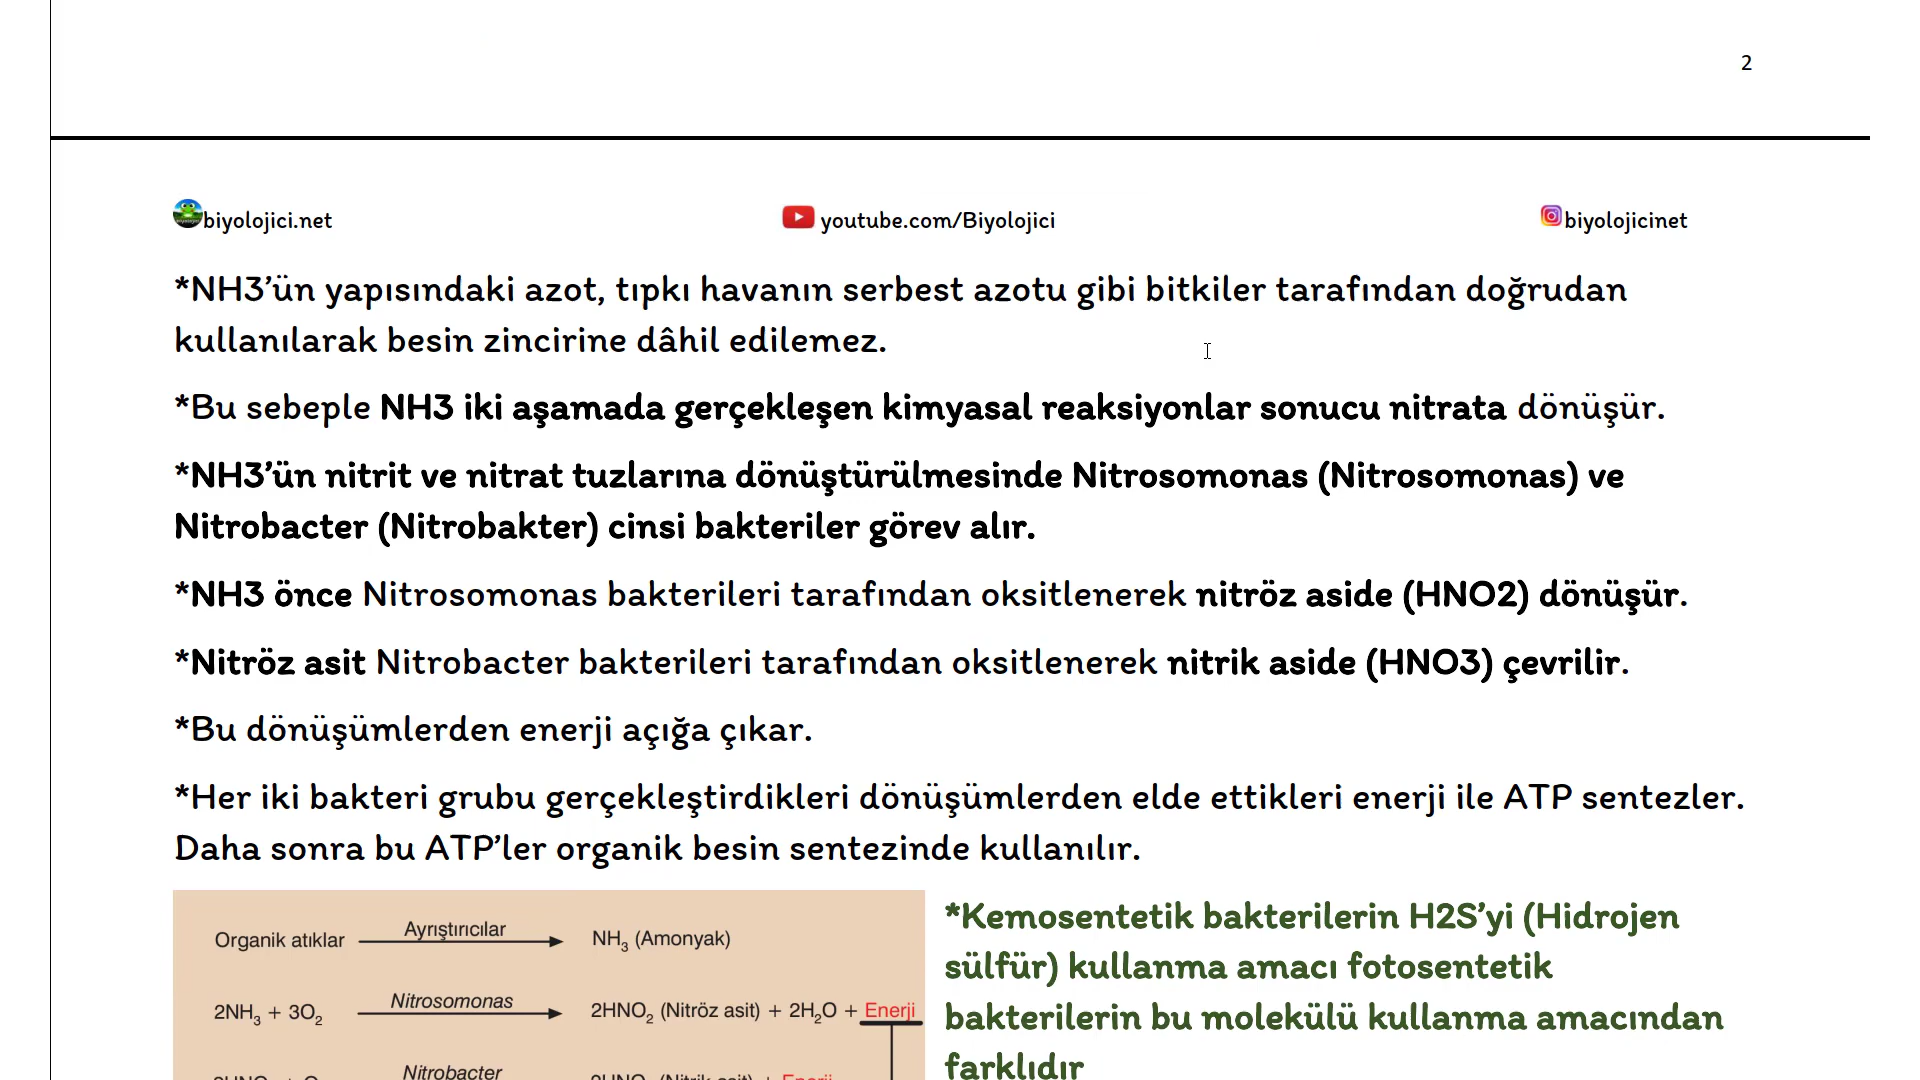 2
biyolojici.net
youtube.com/Biyolojici
biyolojicinet
*NH3’ün yapısındaki azot, tıpkı havanın serbest azotu gibi bitkiler tarafından doğrudan
kullanılarak besin zincirine dâhil edilemez.
*Bu sebeple NH3 iki aşamada gerçekleşen kimyasal reaksiyonlar sonucu nitrata dönüşür.
*NH3’ün nitrit ve nitrat tuzlarına dönüştürülmesinde Nitrosomonas (Nitrosomonas) ve
Nitrobacter (Nitrobakter) cinsi bakteriler görev alır.
*NH3 önce Nitrosomonas bakterileri tarafından oksitlenerek nitröz aside (HNO2) dönüşür.
*Nitröz asit Nitrobacter bakterileri tarafından oksitlenerek nitrik aside (HNO3) çevrilir.
*Bu dönüşümlerden enerji açığa çıkar.
*Her iki bakteri grubu gerçekleştirdikleri dönüşümlerden elde ettikleri enerji ile ATP sentezler.
Daha sonra bu ATP’ler organik besin sentezinde kullanılır.
Organik atıklar Ayrıştırıcılar NH₃ (Amonyak)
2NH₃ + 3O₂ Nitrosomonas 2HNO₂ (Nitröz asit) + 2H₂O + Enerji
Nitrobacter
*Kemosentetik bakterilerin H2S’yi (Hidrojen
sülfür) kullanma amacı fotosentetik
bakterilerin bu molekülü kullanma amacından
farklıdır